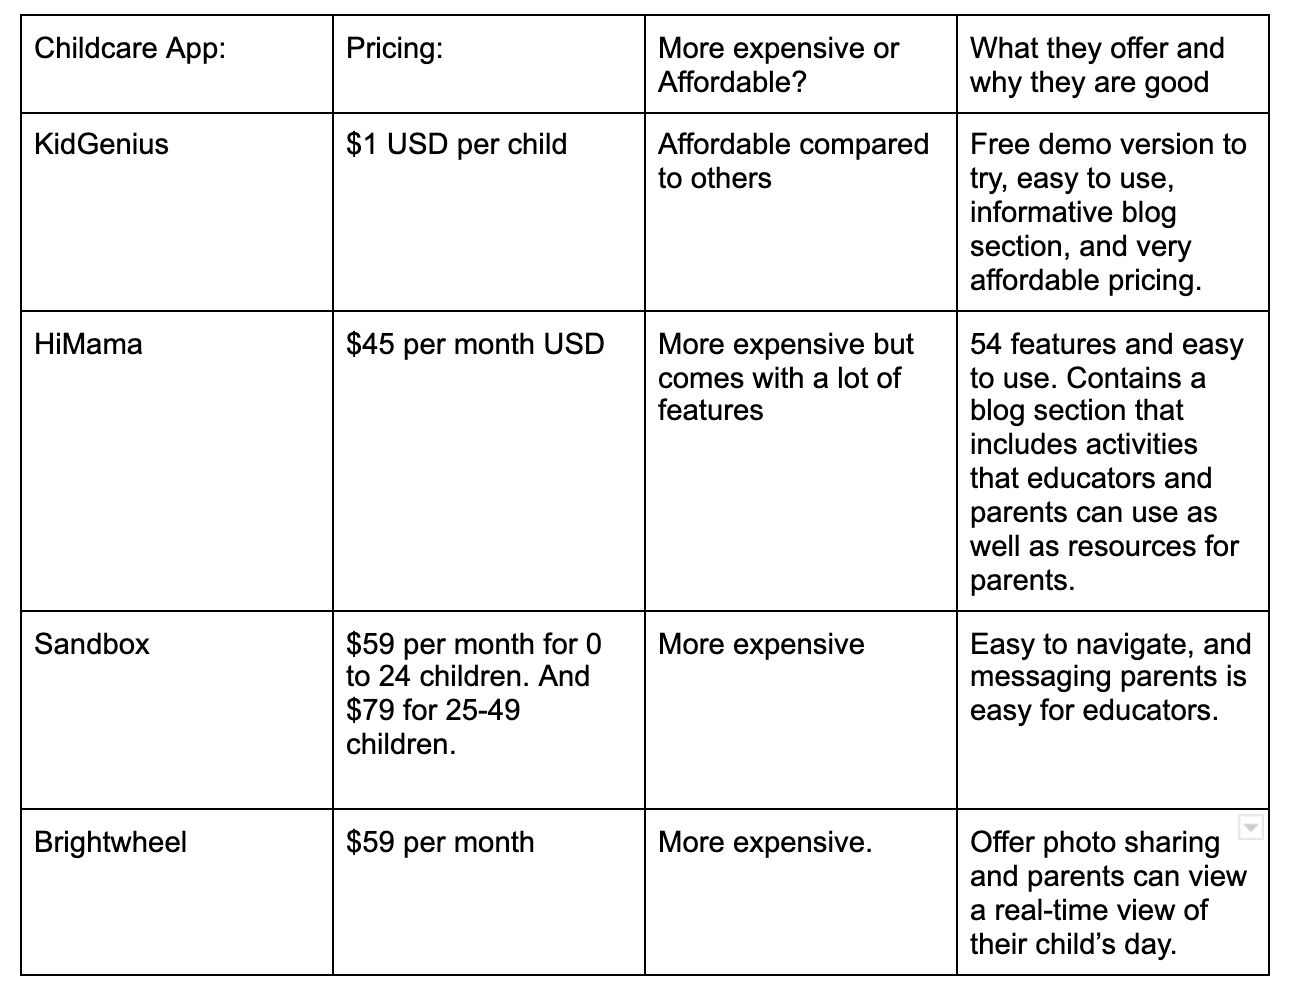 Childcare App:
Pricing:
More expensive or
Affordable?
What they offer and
why they are good
KidGenius
$1 USD per child
Affordable compared
to others
Free demo version to
try, easy to use,
informative blog
section, and very
affordable pricing.
HiMama
$45 per month USD
More expensive but
comes with a lot of
features
54 features and easy
to use. Contains a
blog section that
includes activities
that educators and
parents can use as
well as resources for
parents.
Sandbox
$59 per month for 0
to 24 children. And
$79 for 25-49
children.
More expensive
Easy to navigate, and
messaging parents is
easy for educators.
Brightwheel
$59 per month
More expensive.
Offer photo sharing
and parents can view
a real-time view of
their child’s day.